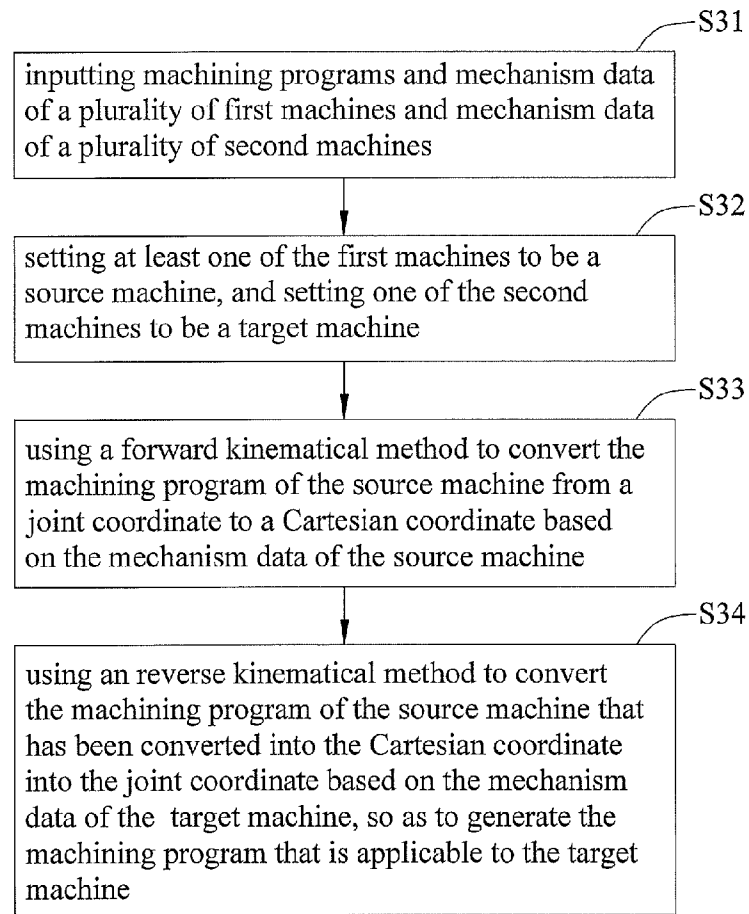 S31
inputting machining programs and mechanism data
of a plurality of first machines and mechanism data
of a plurality of second machines
S32
setting at least one of the first machines to be a
source machine, and setting one of the second
machines to be a target machine
S33
using a forward kinematical method to convert the
machining program of the source machine from a
joint coordinate to a Cartesian coordinate based
on the mechanism data of the source machine
S34
using an reverse kinematical method to convert
the machining program of the source machine that
has been converted into the Cartesian coordinate
into the joint coordinate based on the mechanism
data of the target machine, so as to generate the
machining program that is applicable to the target
machine